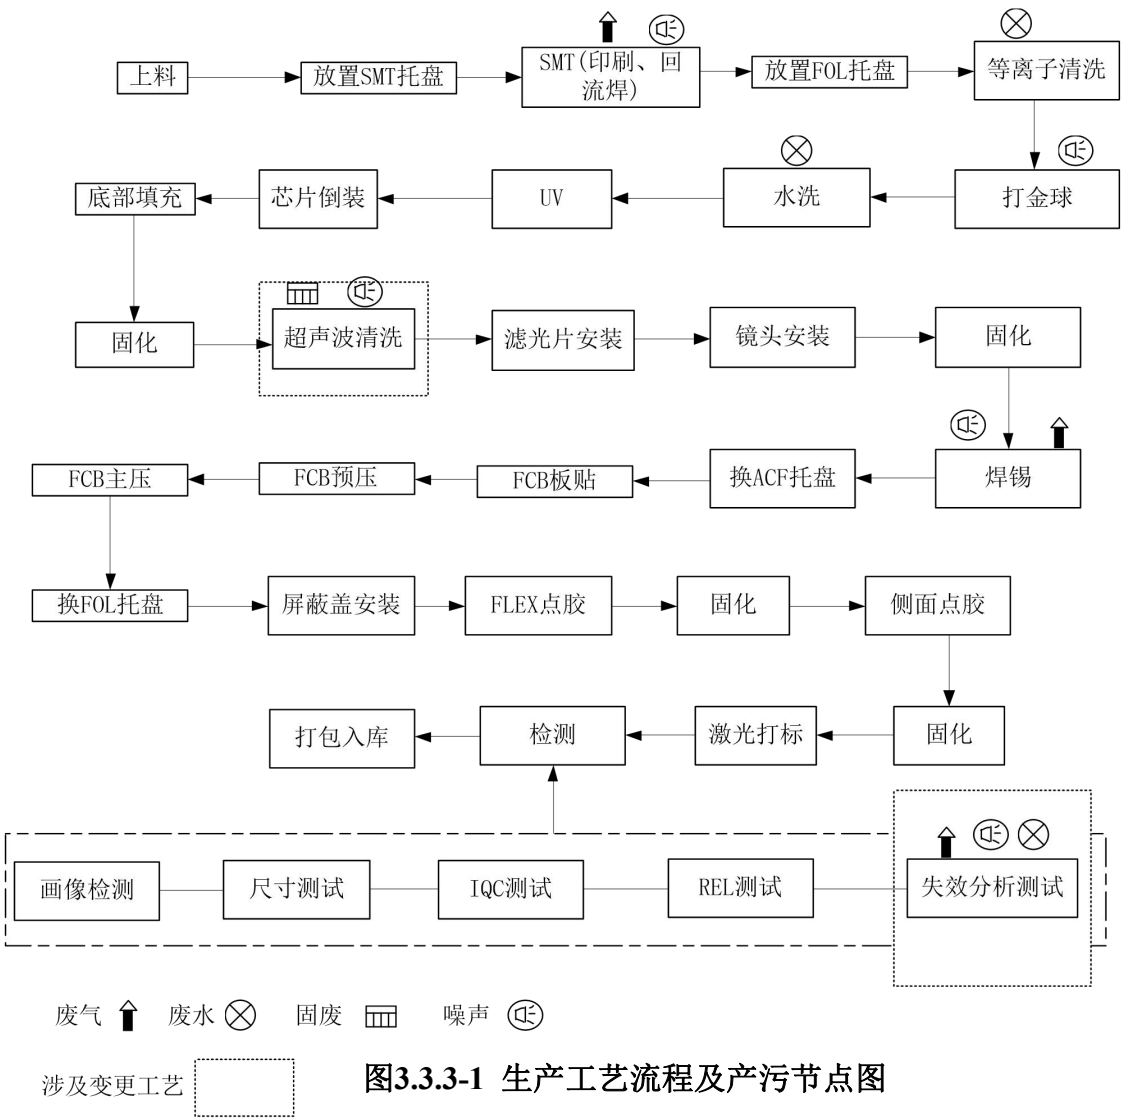 上料
放置SMT托盘
SMT(印刷、回
流焊)
放置FOL托盘
等离子清洗
底部填充
芯片倒装
UV
水洗
打金球
固化
超声波清洗
滤光片安装
镜头安装
固化
FCB主压
FCB预压
FCB板贴
换ACF托盘
焊锡
换FOL托盘
屏蔽盖安装
FLEX点胶
固化
侧面点胶
打包入库
检测
激光打标
固化
画像检测
尺寸测试
IQC测试
REL测试
失效分析测试
废气
废水
固废
噪声
涉及变更工艺
图3.3.3-1 生产工艺流程及产污节点图